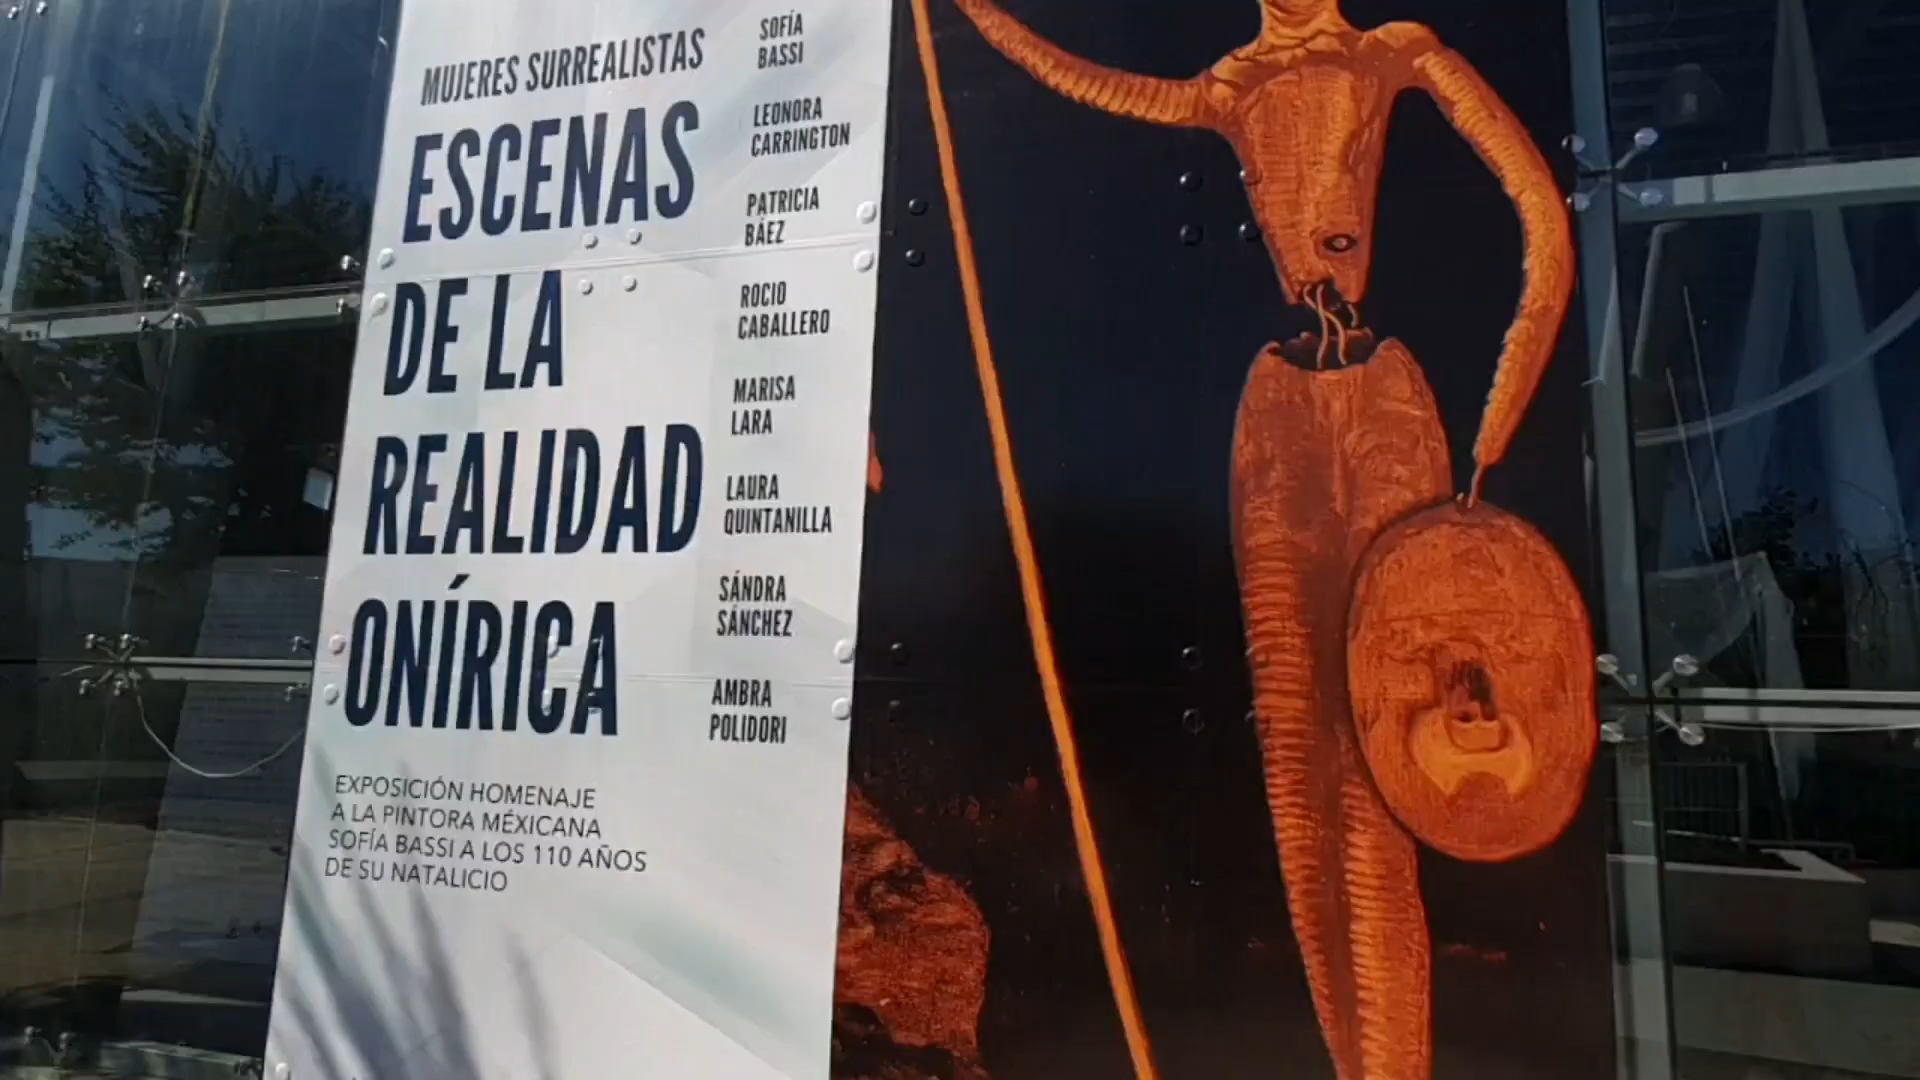 MUJERES SURREALISTAS
ESCENAS
DE LA
REALIDAD
ONÍRICA
EXPOSICIÓN HOMENAJE
A LA PINTORA MÉXICANA
SOFÍA BASSI A LOS 110 AÑOS
DE SU NATALICIO
SOFÍA
BASSI
LEONORA
CARRINGTON
PATRICIA
BÁEZ
ROCIO
CABALLERO
MARISA
LARA
LAURA
QUINTANILLA
SÁNDRA
SÁNCHEZ
AMBRA
POLIDORI